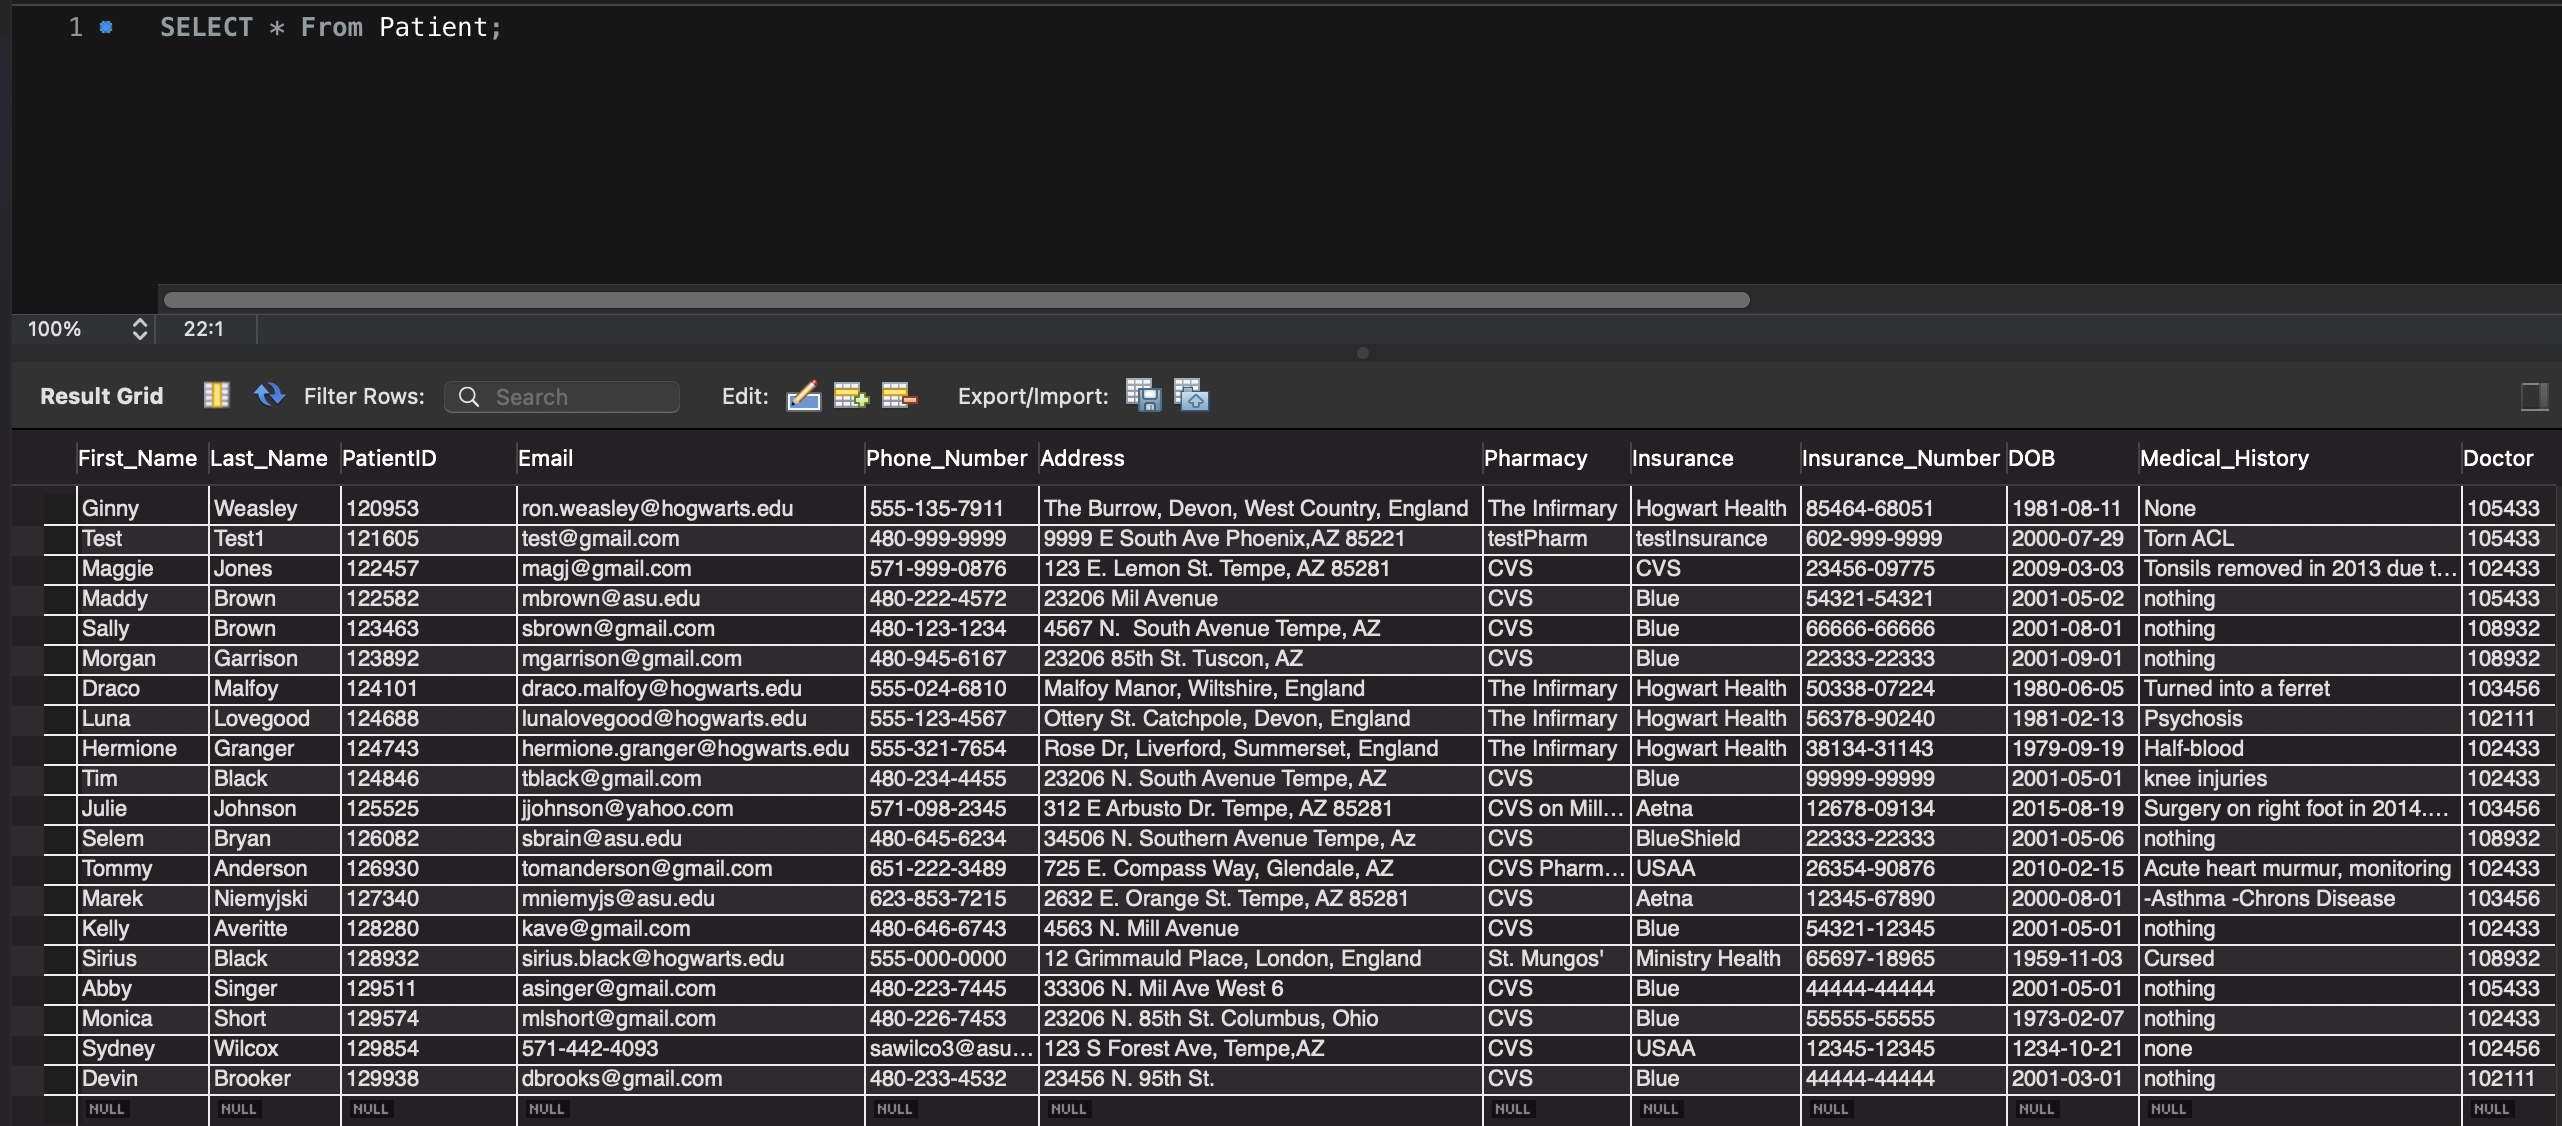 1 SELECT * From Patient;
100% 22:1
Result Grid Filter Rows: Search Edit: Export/Import:
First_Name Last_Name PatientID Email Phone_Number Address Pharmacy Insurance Insurance_Number DOB Medical_History Doctor
Ginny Weasley 120953 ron.weasley@hogwarts.edu 555-135-7911 The Burrow, Devon, West Country, England The Infirmary Hogwart Health 85464-68051 1981-08-11 None 105433
Test Test1 121605 test@gmail.com 480-999-9999 9999 E South Ave Phoenix,AZ 85221 testPharm testInsurance 602-999-9999 2000-07-29 Torn ACL 105433
Maggie Jones 122457 magj@gmail.com 571-999-0876 123 E. Lemon St. Tempe, AZ 85281 CVS CVS 23456-09775 2009-03-03 Tonsils removed in 2013 due t... 102433
Maddy Brown 122582 mbrown@asu.edu 480-222-4572 23206 Mil Avenue CVS Blue 54321-54321 2001-05-02 nothing 105433
Sally Brown 123463 sbrown@gmail.com 480-123-1234 4567 N.  South Avenue Tempe, AZ CVS Blue 66666-66666 2001-08-01 nothing 108932
Morgan Garrison 123892 mgarrison@gmail.com 480-945-6167 23206 85th St. Tuscon, AZ CVS Blue 22333-22333 2001-09-01 nothing 108932
Draco Malfoy 124101 draco.malfoy@hogwarts.edu 555-024-6810 Malfoy Manor, Wiltshire, England The Infirmary Hogwart Health 50338-07224 1980-06-05 Turned into a ferret 103456
Luna Lovegood 124688 lunalovegood@hogwarts.edu 555-123-4567 Ottery St. Catchpole, Devon, England The Infirmary Hogwart Health 56378-90240 1981-02-13 Psychosis 102111
Hermione Granger 124743 hermione.granger@hogwarts.edu 555-321-7654 Rose Dr, Liverford, Summerset, England The Infirmary Hogwart Health 38134-31143 1979-09-19 Half-blood 102433
Tim Black 124846 tblack@gmail.com 480-234-4455 23206 N. South Avenue Tempe, AZ CVS Blue 99999-99999 2001-05-01 knee injuries 102433
Julie Johnson 125525 jjohnson@yahoo.com 571-098-2345 312 E Arbusto Dr. Tempe, AZ 85281 CVS on Mill... Aetna 12678-09134 2015-08-19 Surgery on right foot in 2014.... 103456
Selem Bryan 126082 sbrain@asu.edu 480-645-6234 34506 N. Southern Avenue Tempe, Az CVS BlueShield 22333-22333 2001-05-06 nothing 108932
Tommy Anderson 126930 tomanderson@gmail.com 651-222-3489 725 E. Compass Way, Glendale, AZ CVS Pharm... USAA 26354-90876 2010-02-15 Acute heart murmur, monitoring 102433
Marek Niemyjski 127340 mniemyjs@asu.edu 623-853-7215 2632 E. Orange St. Tempe, AZ 85281 CVS Aetna 12345-67890 2000-08-01 -Asthma -Chrons Disease 103456
Kelly Averitte 128280 kave@gmail.com 480-646-6743 4563 N. Mill Avenue CVS Blue 54321-12345 2001-05-01 nothing 102433
Sirius Black 128932 sirius.black@hogwarts.edu 555-000-0000 12 Grimmauld Place, London, England St. Mungos' Ministry Health 65697-18965 1959-11-03 Cursed 108932
Abby Singer 129511 asinger@gmail.com 480-223-7445 33306 N. Mil Ave West 6 CVS Blue 44444-44444 2001-05-01 nothing 105433
Monica Short 129574 mlshort@gmail.com 480-226-7453 23206 N. 85th St. Columbus, Ohio CVS Blue 55555-55555 1973-02-07 nothing 102433
Sydney Wilcox 129854 571-442-4093 sawilco3@asu... 123 S Forest Ave, Tempe,AZ CVS USAA 12345-12345 1234-10-21 none 102456
Devin Brooker 129938 dbrooks@gmail.com 480-233-4532 23456 N. 95th St. CVS Blue 44444-44444 2001-03-01 nothing 102111
NULL NULL NULL NULL NULL NULL NULL NULL NULL NULL NULL NULL